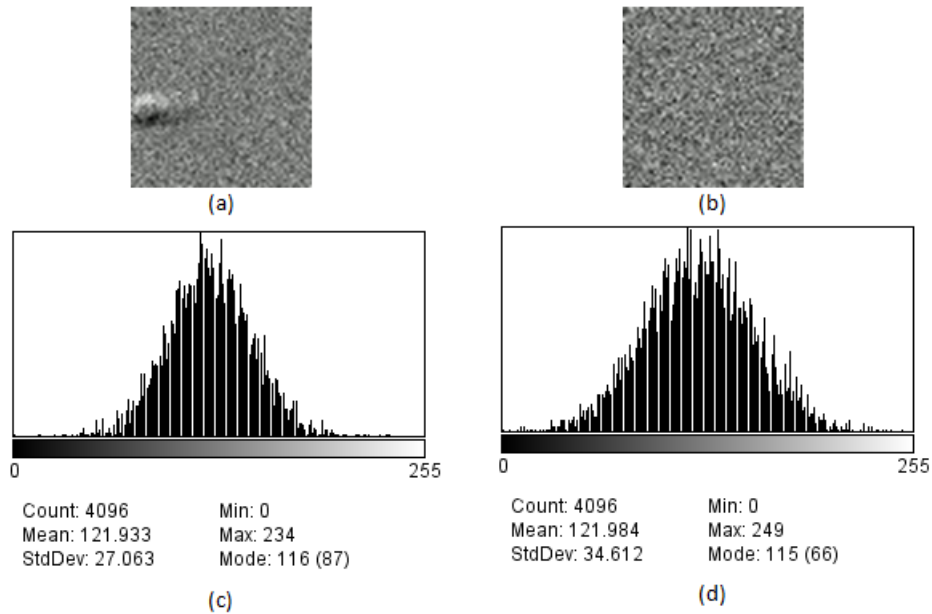 (a)
(b)
0 255
0 255
Count: 4096 Min: 0
Mean: 121.933 Max: 234
StdDev: 27.063 Mode: 116 (87)
Count: 4096 Min: 0
Mean: 121.984 Max: 249
StdDev: 34.612 Mode: 115 (66)
(c)
(d)